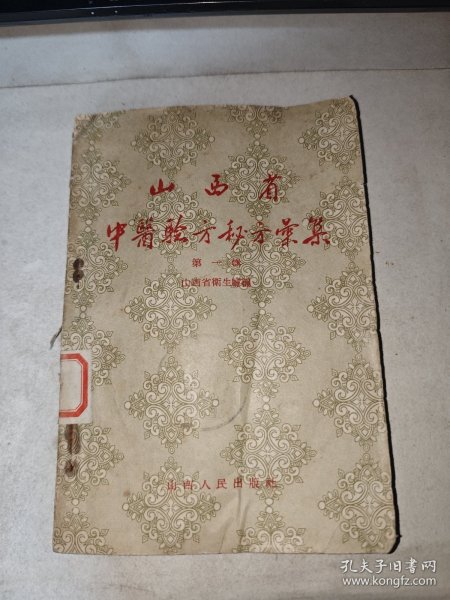 山西省
中醫驗方秘方彙集
第一集
山西省衛生廳編
山西人民出版社
孔夫子旧书网
www.kongfz.com